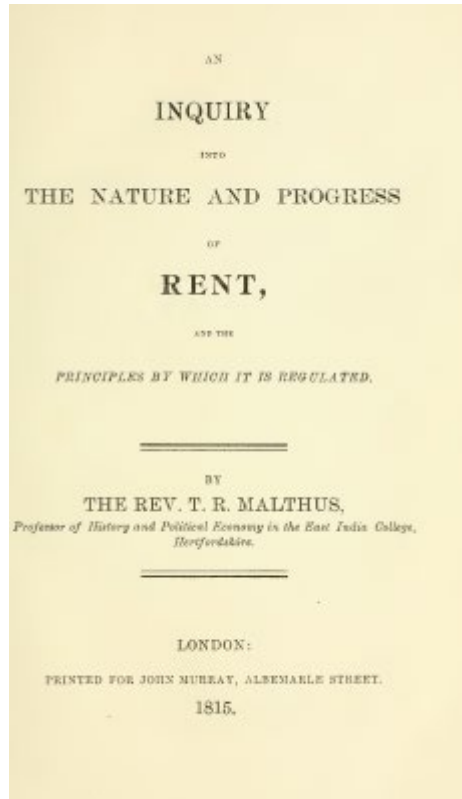 AN
INQUIRY
INTO
THE NATURE AND PROGRESS
OF
RENT,
AND THE
PRINCIPLES BY WHICH IT IS REGULATED.
BY
THE REV. T. R. MALTHUS,
Professor of History and Political Economy in the East India College,
Hertfordshire.
LONDON:
PRINTED FOR JOHN MURRAY, ALBEMARLE STREET.
1815.